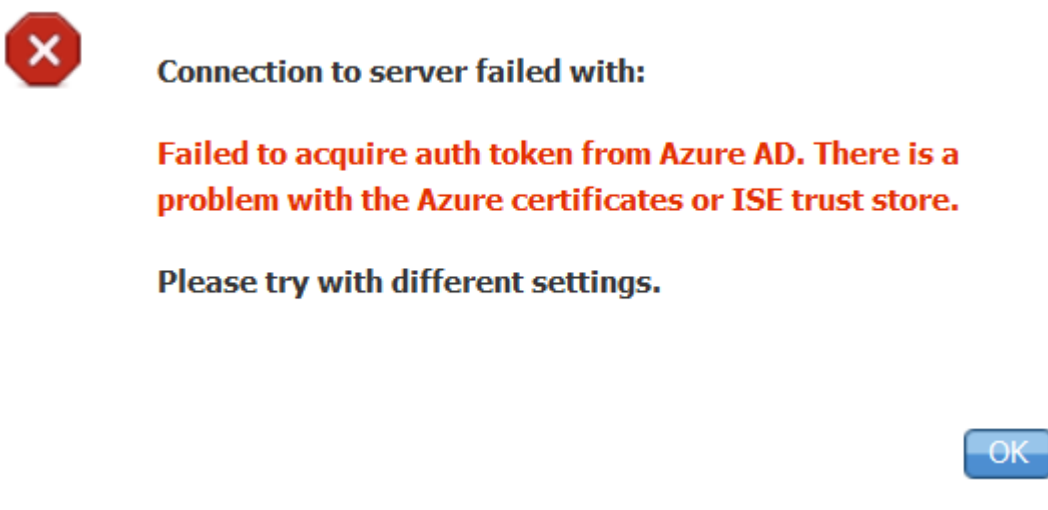 Connection to server failed with:
Failed to acquire auth token from Azure AD. There is a
problem with the Azure certificates or ISE trust store.
Please try with different settings.
OK